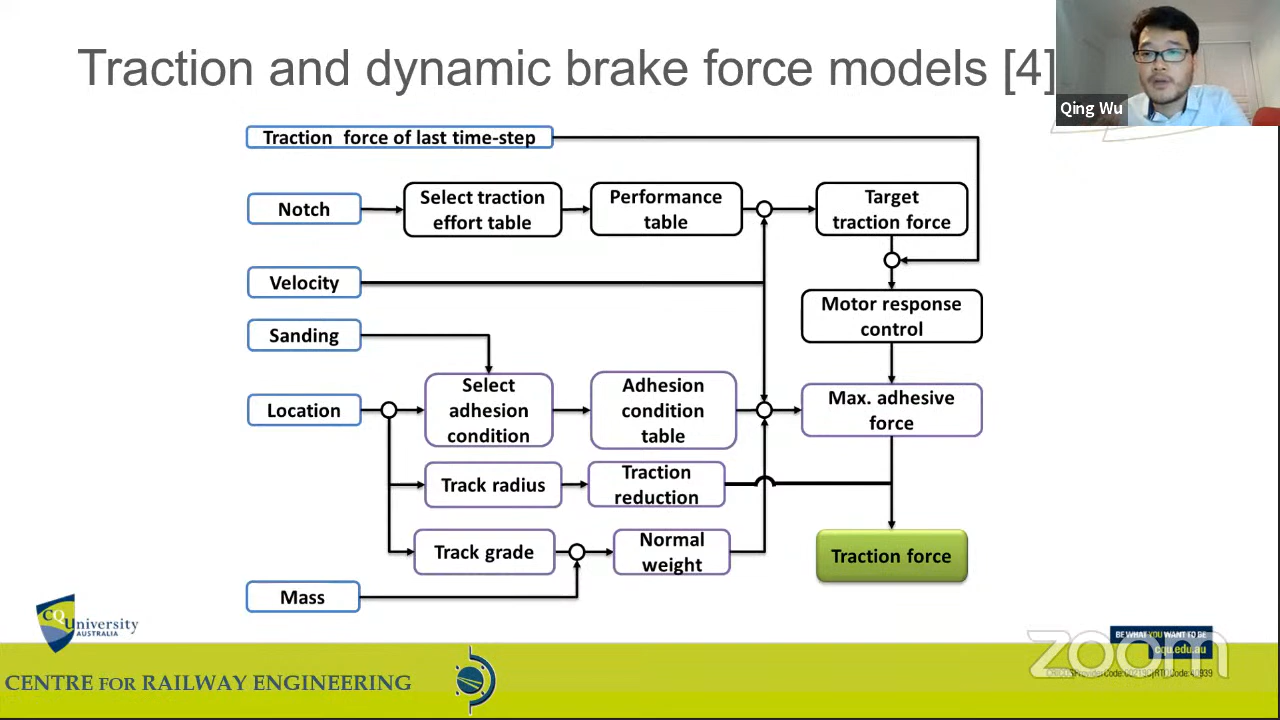 Traction and dynamic brake force models [4]
Qing Wu
Traction force of last time-step
Notch
Select traction
effort table
Performance
table
Target
traction force
Velocity
Motor response
control
Sanding
Location
Select
adhesion
condition
Adhesion
condition
table
Max. adhesive
force
Track radius
Traction
reduction
Track grade
Normal
weight
Traction force
Mass
CQUniversity
AUSTRALIA
BE WHAT YOU WANT TO BE
cqu.edu.au
zoom
CENTRE FOR RAILWAY ENGINEERING